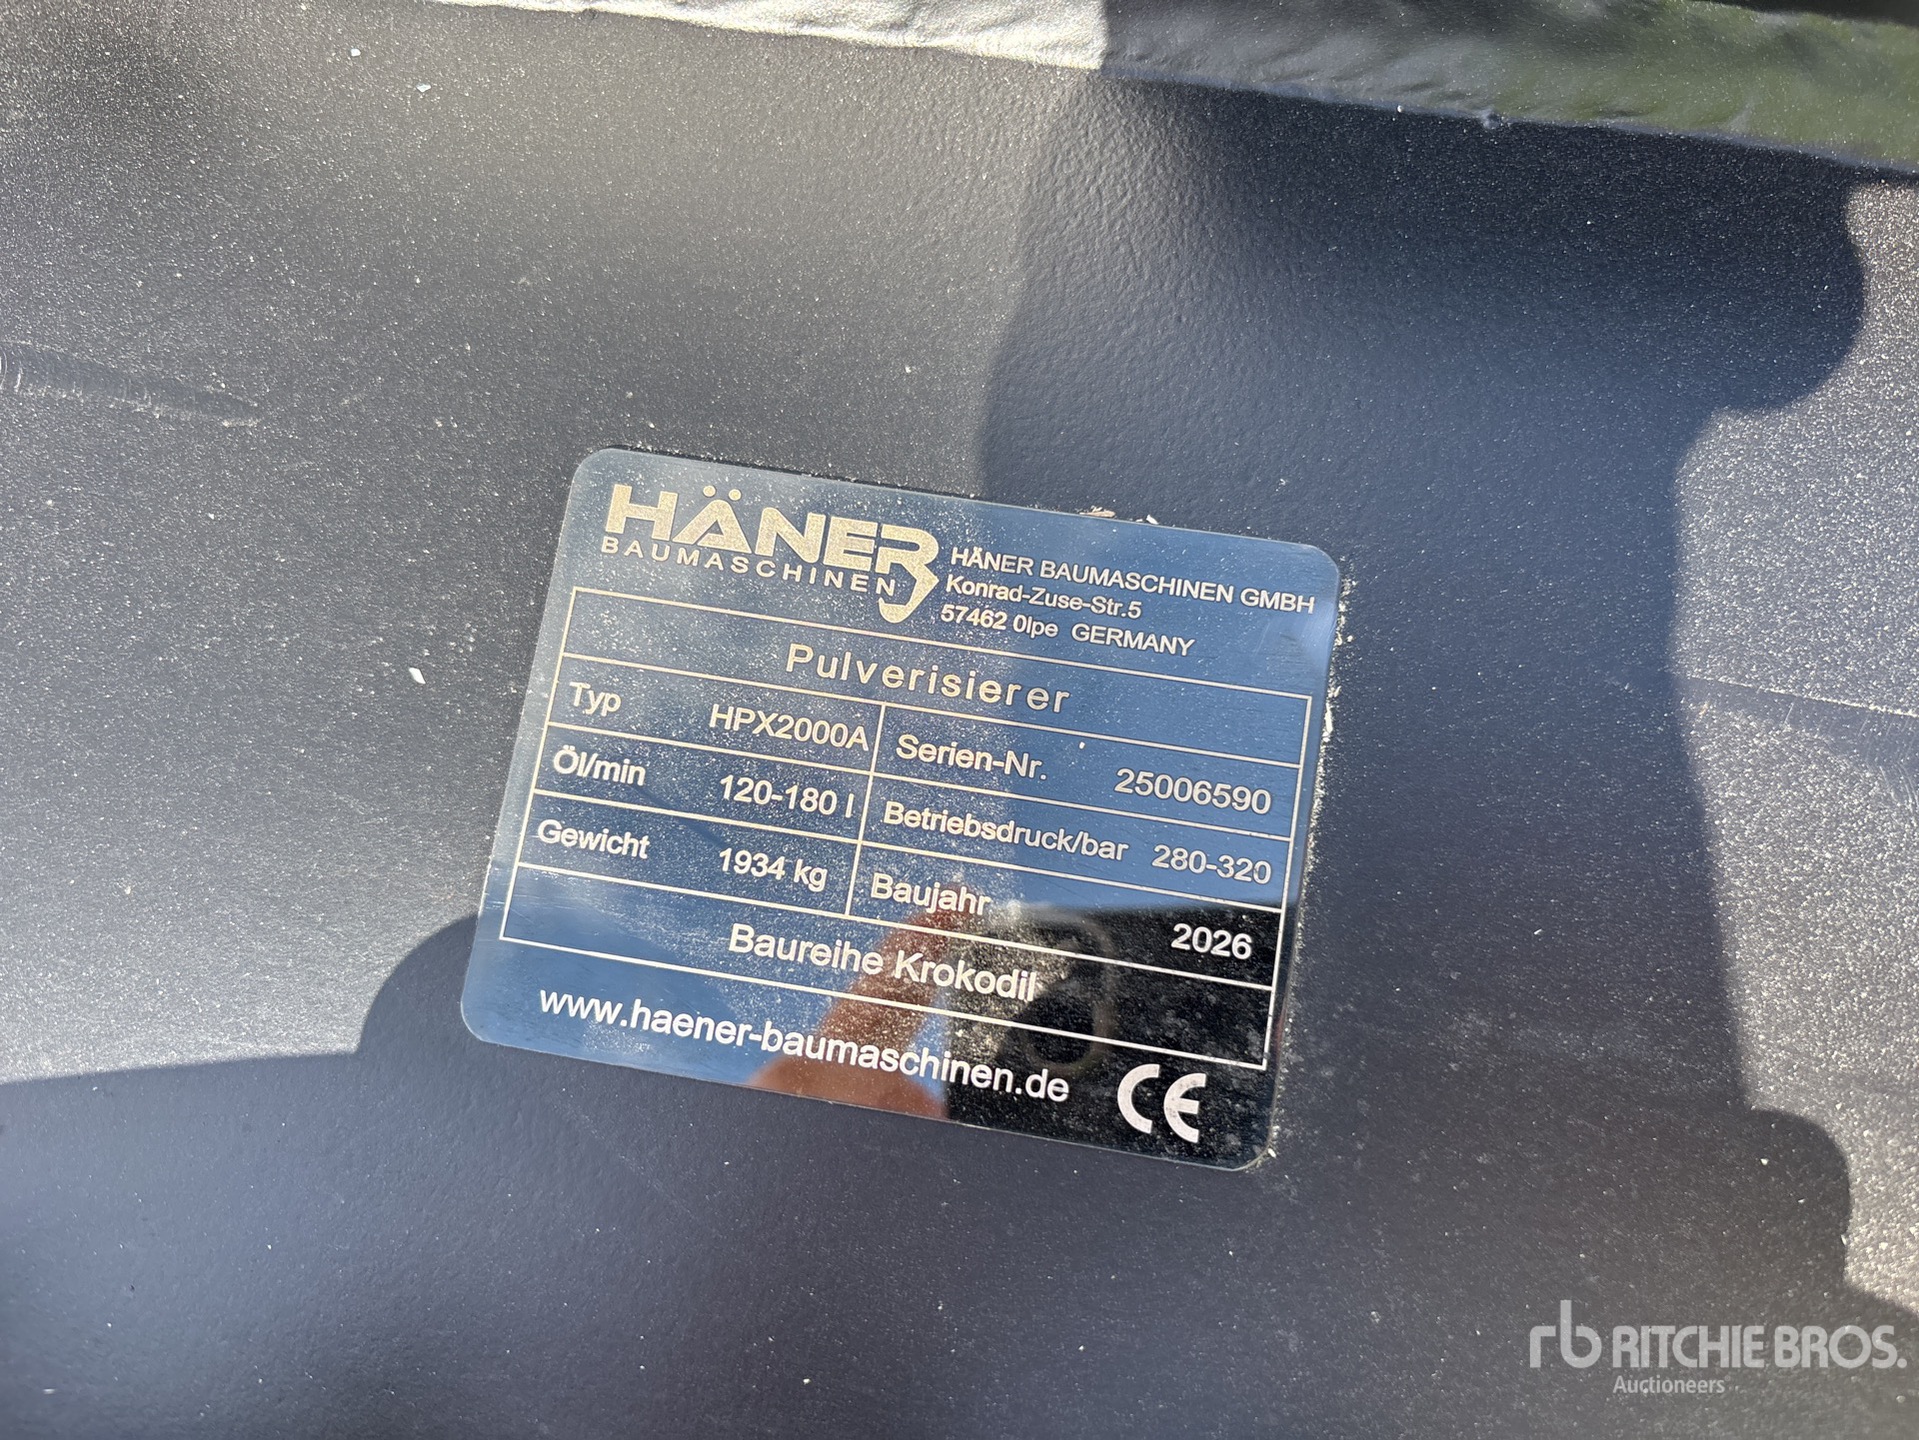 HÄNER
BAUMASCHINEN
HÄNER BAUMASCHINEN GMBH
Konrad-Zuse-Str.5
57462 0lpe GERMANY
Pulverisierer
Typ HPX2000A Serien-Nr. 25006590
Öl/min 120-180 l Betriebsdruck/bar 280-320
Gewicht 1934 kg Baujahr 2026
Baureihe Krokodil
www.haener-baumaschinen.de
CE
rb RITCHIE BROS.
Auctioneers